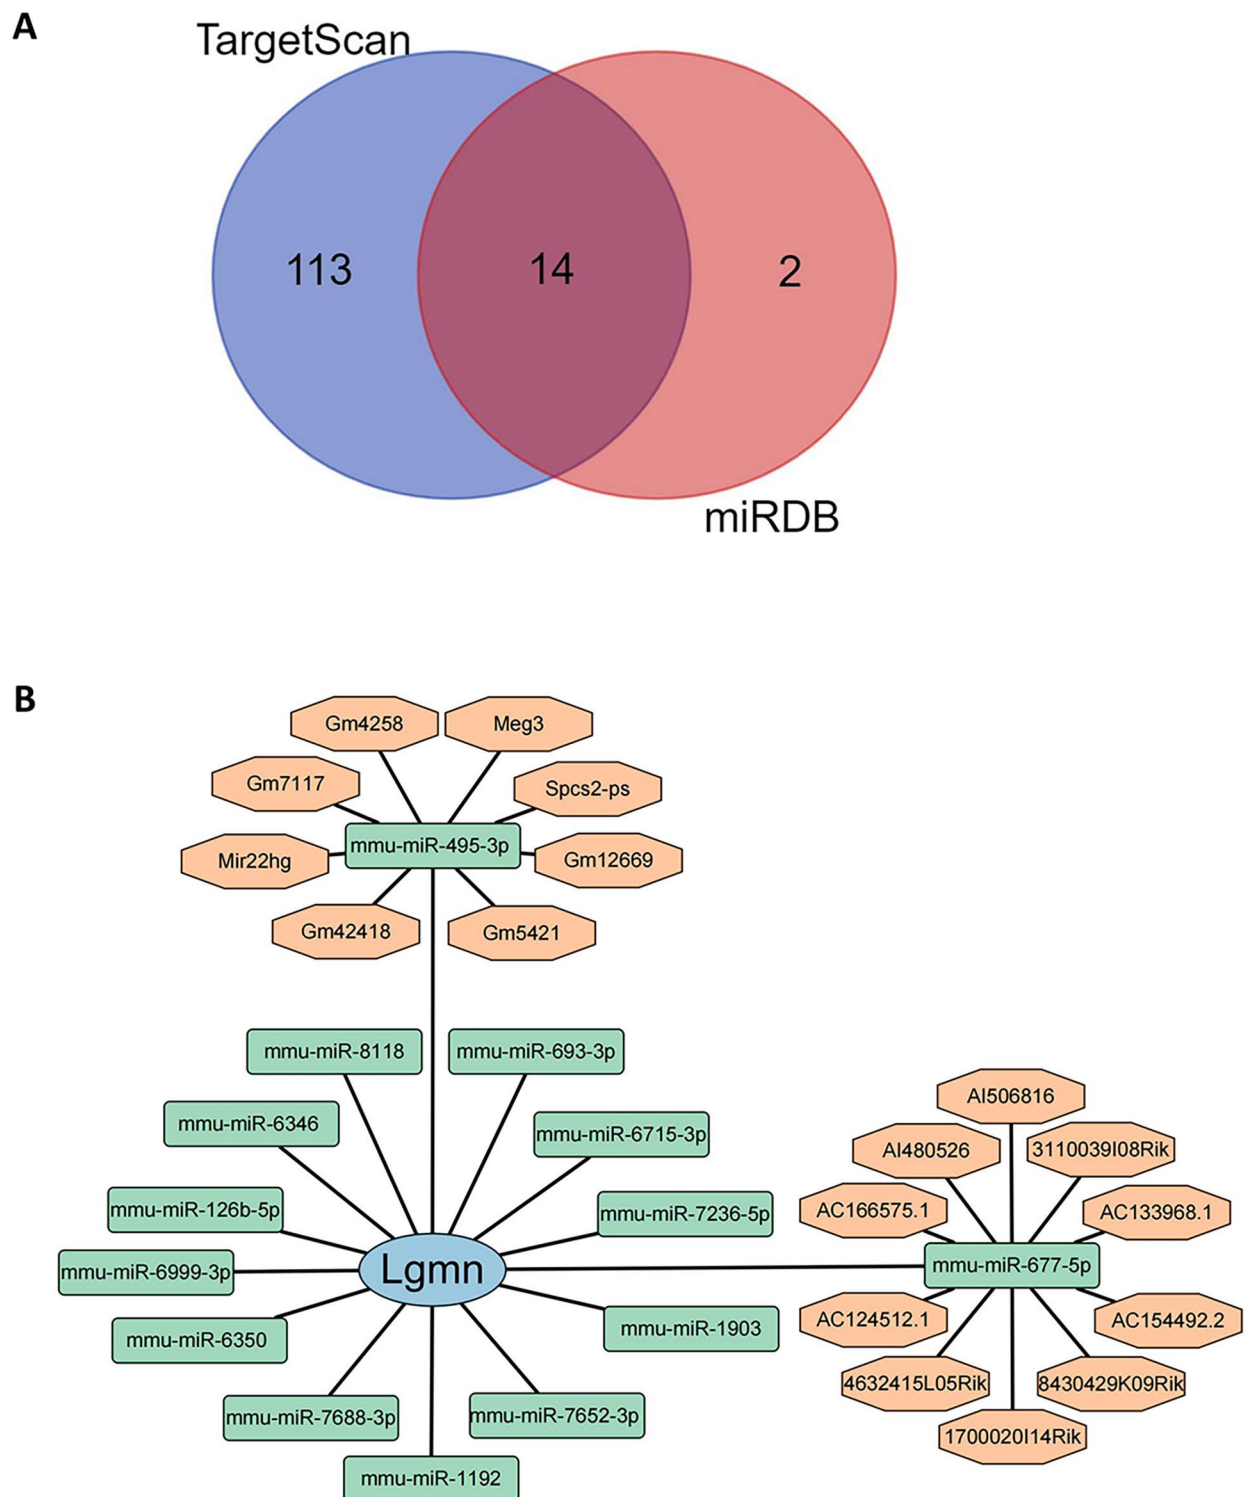 A
TargetScan
113
14
2
miRDB
B
Gm4258
Meg3
Gm7117
Spcs2-ps
mmu-miR-495-3p
Mir22hg
Gm12669
Gm42418
Gm5421
mmu-miR-8118
mmu-miR-693-3p
mmu-miR-6346
mmu-miR-6715-3p
mmu-miR-126b-5p
mmu-miR-7236-5p
mmu-miR-6999-3p
Lgmn
mmu-miR-6350
mmu-miR-1903
mmu-miR-7688-3p
mmu-miR-7652-3p
mmu-miR-1192
AI506816
AI480526
3110039I08Rik
AC166575.1
AC133968.1
mmu-miR-677-5p
AC124512.1
AC154492.2
4632415L05Rik
8430429K09Rik
1700020I14Rik